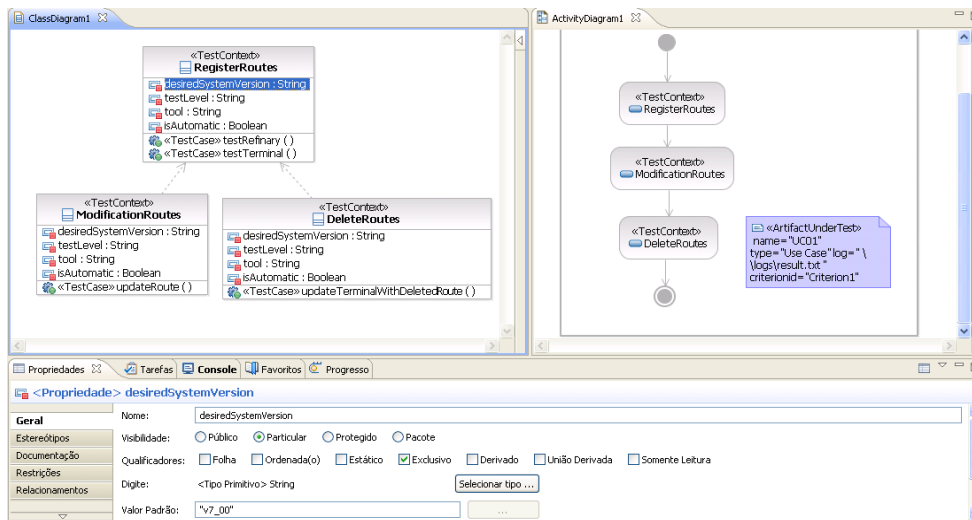 ClassDiagram1
«TestContext»
RegisterRoutes
desiredSystemVersion : String
testLevel : String
tool : String
isAutomatic : Boolean
«TestCase» testRefinary ( )
«TestCase» testTerminal ( )
«TestContext»
ModificationRoutes
desiredSystemVersion : String
testLevel : String
tool : String
isAutomatic : Boolean
«TestCase» updateRoute ( )
«TestContext»
DeleteRoutes
desiredSystemVersion : String
testLevel : String
tool : String
isAutomatic : Boolean
«TestCase» updateTerminalWithDeletedRoute ( )
ActivityDiagram1
«TestContext»
RegisterRoutes
«TestContext»
ModificationRoutes
«TestContext»
DeleteRoutes
«ArtifactUnderTest»
name="UC01"
type="Use Case" log=" \
\logs\result.txt "
criterionid="Criterion1"
Propriedades
Tarefas
Console
Favoritos
Progresso
<Propriedade> desiredSystemVersion
Geral
Estereótipos
Documentação
Restrições
Relacionamentos
Nome: desiredSystemVersion
Visibilidade: Público Particular Protegido Pacote
Qualificadores: Folha Ordenada(o) Estático Exclusivo Derivado União Derivada Somente Leitura
Digite: <Tipo Primitivo> String Selecionar tipo ...
Valor Padrão: "v7_00" ...